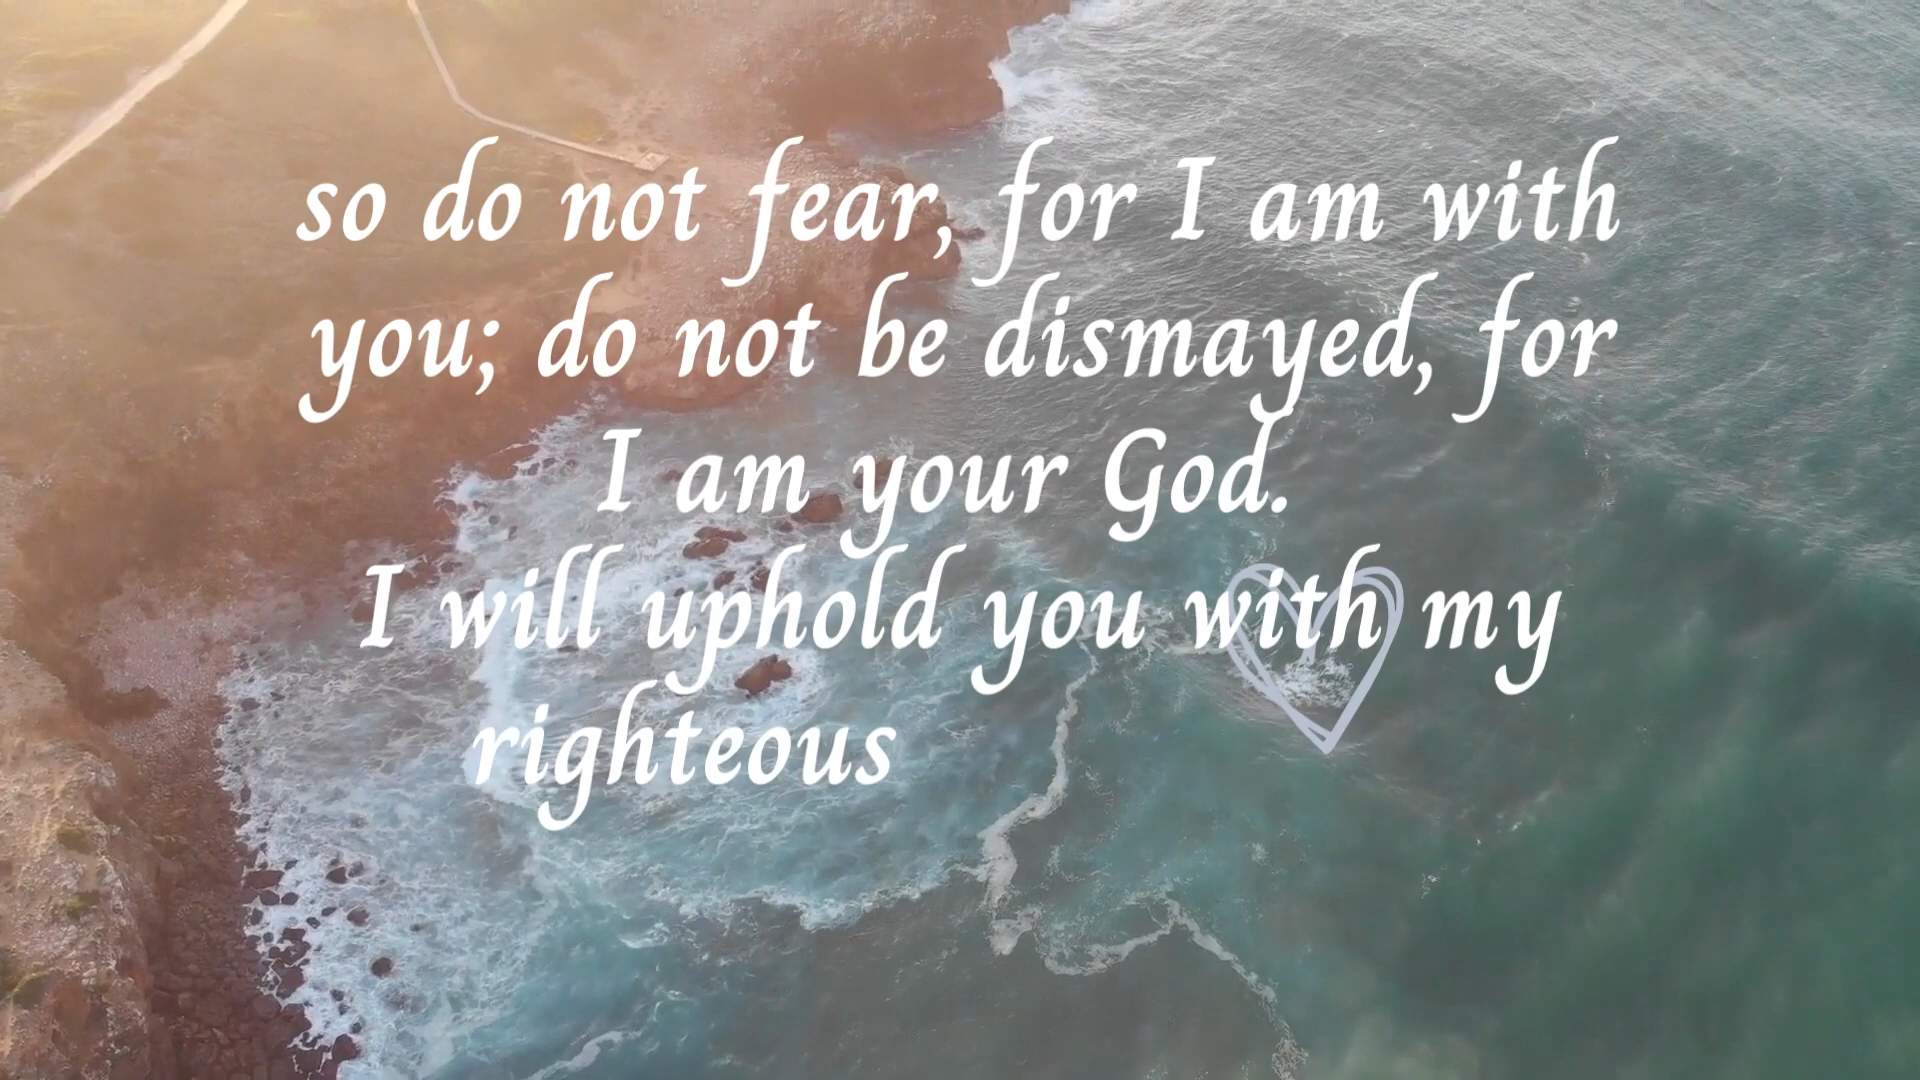 so do not fear, for I am with
you; do not be dismayed, for
I am your God.
I will uphold you with my
righteous